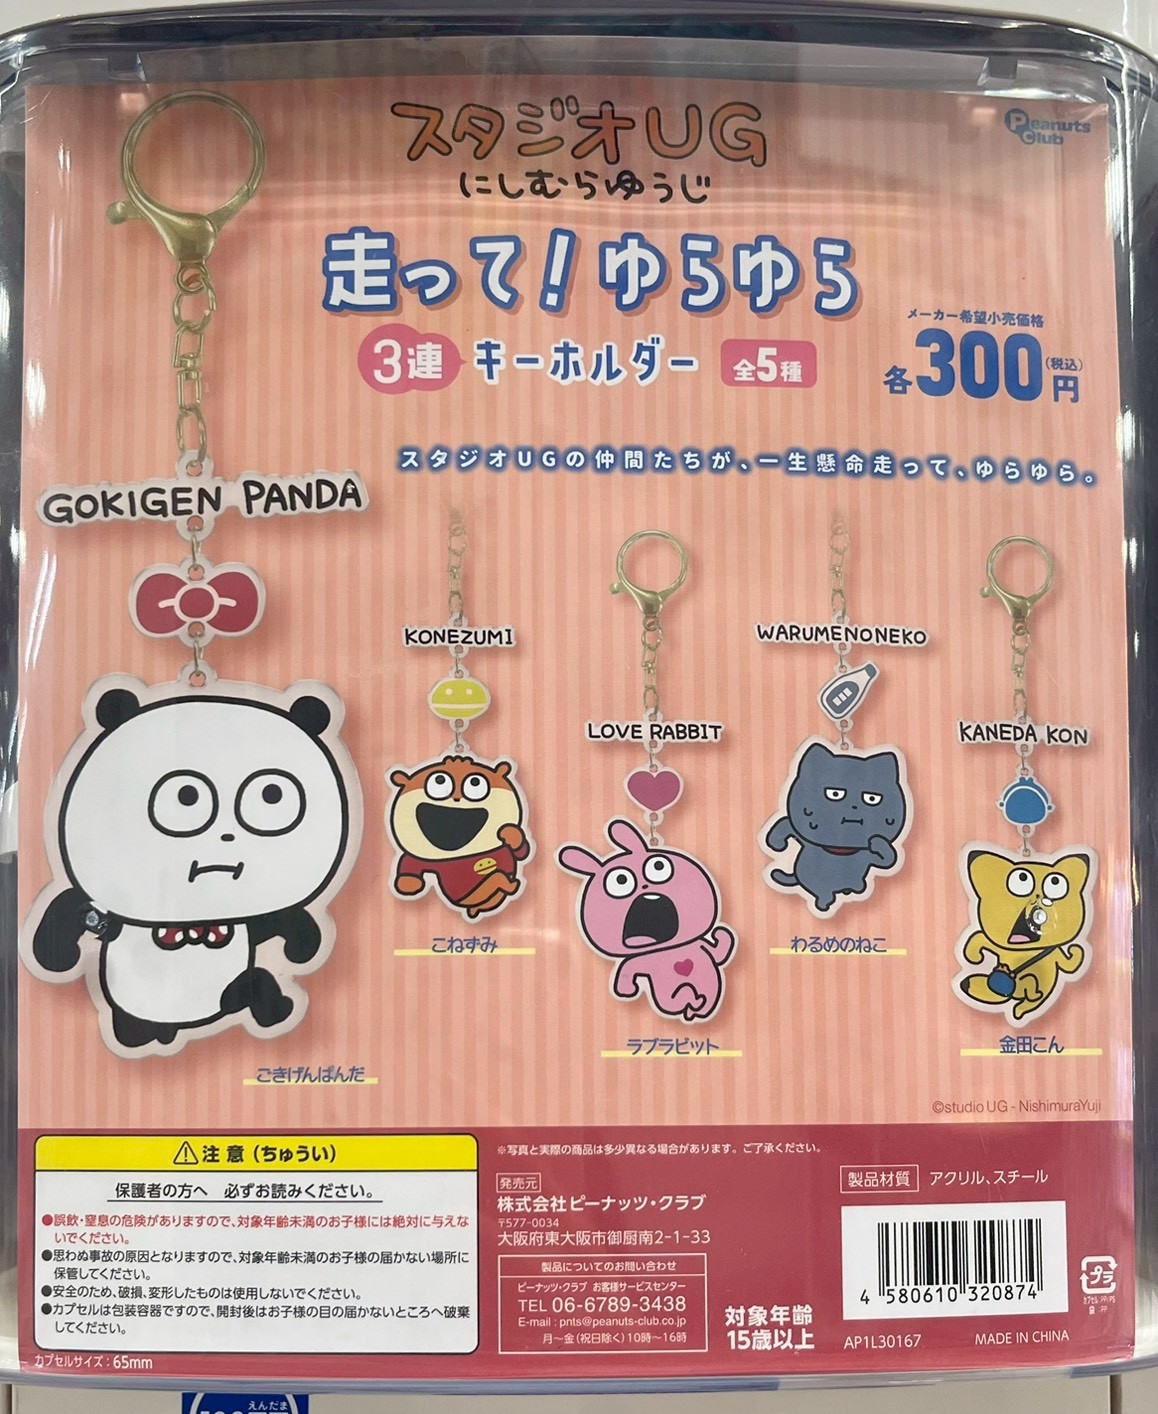 スタジオUG
にしむらゆうじ
Peanuts Club
走って!ゆらゆら
3連 キーホルダー 全5種
メーカー希望小売価格
各300円(税込)
スタジオUGの仲間たちが、一生懸命走って、ゆらゆら。
GOKIGEN PANDA
KONEZUMI
WARUMENONEKO
LOVE RABBIT
KANEDA KON
こねずみ
わるめのねこ
ラブラビット
金田こん
ごきげんぱんだ
©studio UG - NishimuraYuji
注意(ちゅうい)
保護者の方へ 必ずお読みください。
●誤飲・窒息の危険がありますので、対象年齢未満のお子様には絶対に与えな
いでください。
●思わぬ事故の原因となりますので、対象年齢未満のお子様の届かない場所に
保管してください。
●安全のため、破損、変形したものは使用しないでください。
●カプセルは包装容器ですので、開封後はお子様の目の届かないところへ破棄
してください。
カプセルサイズ:65mm
※写真と実際の商品は多少異なる場合があります。ご了承ください。
発売元
株式会社ピーナッツ・クラブ
〒577-0034
大阪府東大阪市御厨南2-1-33
製品についてのお問い合わせ
ピーナッツ・クラブ お客様サービスセンター
TEL 06-6789-3438
E-mail : pnts@peanuts-club.co.jp
月〜金(祝日除く)10時〜16時
対象年齢
15歳以上
製品材質 アクリル、スチール
4 580610 320874
プラ
AP1L30167 MADE IN CHINA
えんだま